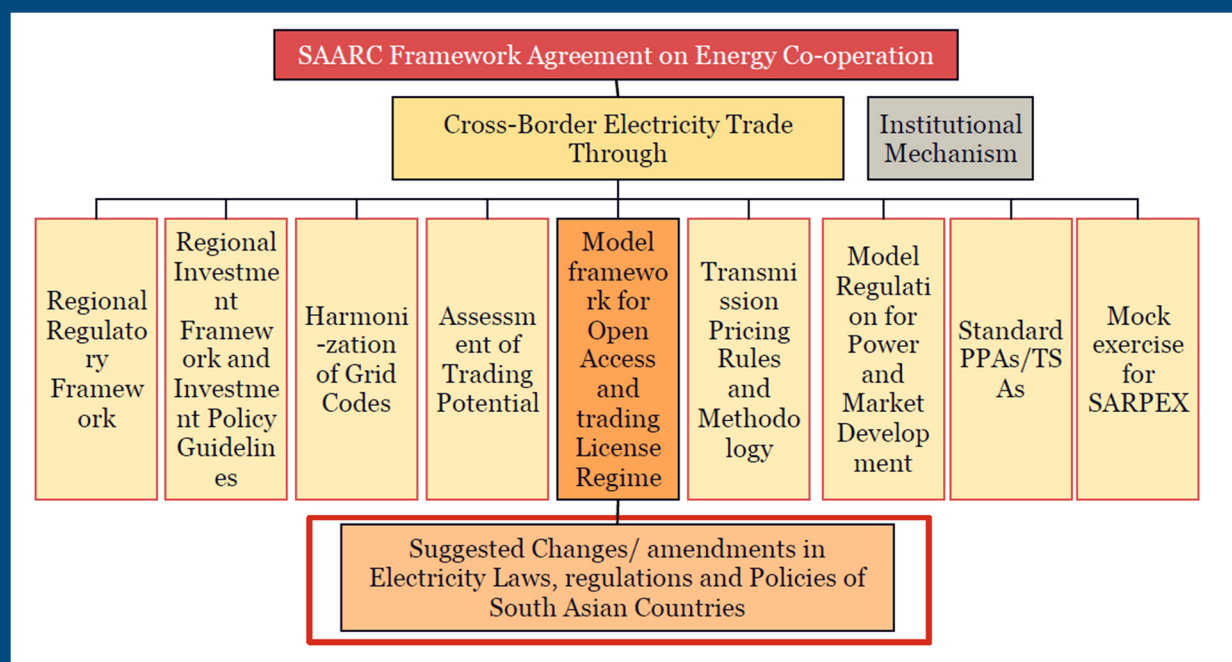 SAARC Framework Agreement on Energy Co-operation
Cross-Border Electricity Trade
Through
Institutional
Mechanism
Regional
Regulato
ry
Framew
ork
Regional
Investme
nt
Framew
ork and
Investme
nt Policy
Guidelin
es
Harmoni
-zation
of Grid
Codes
Assessm
ent of
Trading
Potential
Model
framewo
rk for
Open
Access
and
trading
License
Regime
Transmi
ssion
Pricing
Rules
and
Methodo
logy
Model
Regulati
on for
Power
and
Market
Develop
ment
Standard
PPAs/TS
As
Mock
exercise
for
SARPEX
Suggested Changes/ amendments in
Electricity Laws, regulations and Policies of
South Asian Countries